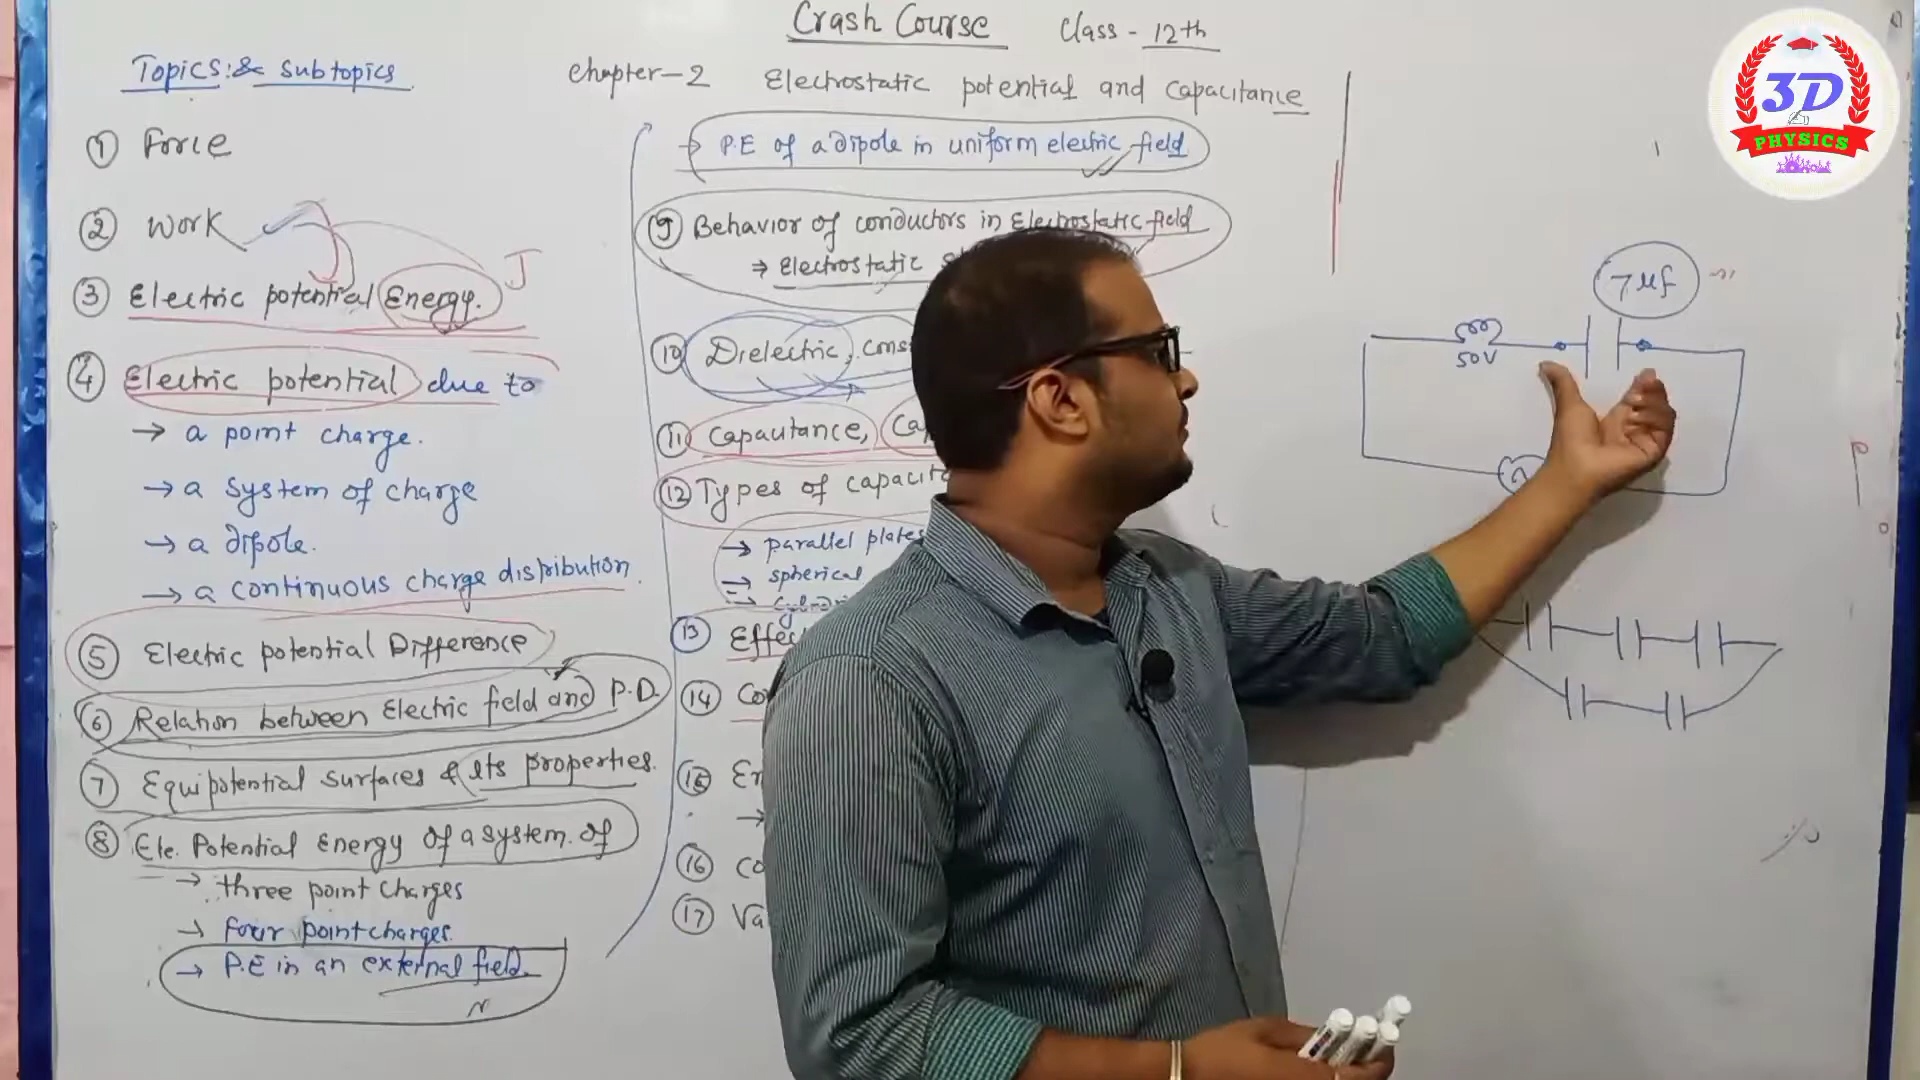 Crash Course Class - 12th
Topics:& Subtopics
Chapter-2 Electrostatic potential and Capacitance
① Force
② Work
③ Electric potential Energy. J
④ Electric potential due to
→ a point charge.
→ a system of charge
→ a dipole.
→ a continuous charge distribution
⑤ Electric potential Difference
⑥ Relation between Electric field and P.D.
⑦ Equipotential surfaces & its properties.
⑧ Ele. Potential Energy of a system of
→ three point charges
→ four point charges.
→ P.E in an external field.
→ P.E of a dipole in uniform electric field
⑨ Behavior of conductors in Electrostatic field
⇒ Electrostatic
⑩ Dielectric,
⑪ Capacitance,
⑫ Types of
→ parallel plates
→ spherical
⑬
⑭
⑮
→
⑯
⑰
7 μf
50V
3D
PHYSICS